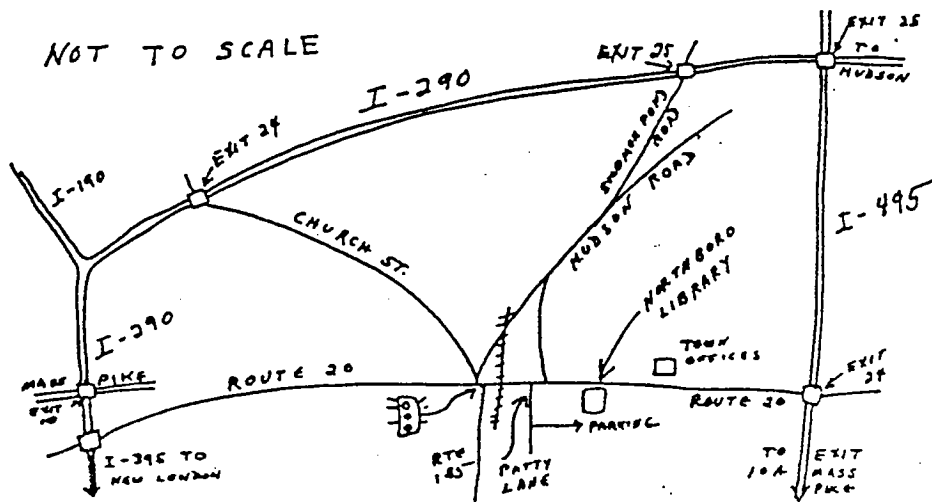 NOT TO SCALE
EXIT 25
TO
HUDSON
EXIT 25
I-290
EXIT 24
I-190
SOLOMON POND
ROAD
HUDSON ROAD
CHURCH ST.
I-495
NORTHBORO
LIBRARY
I-290
TOWN
OFFICES
EXIT
24
MASS PIKE
EXIT
10
ROUTE 20
ROUTE 20
PARKING
I-395 TO
NEW LONDON
RTE
135
PATTY
LANE
TO
10A
EXIT
MASS
PIKE